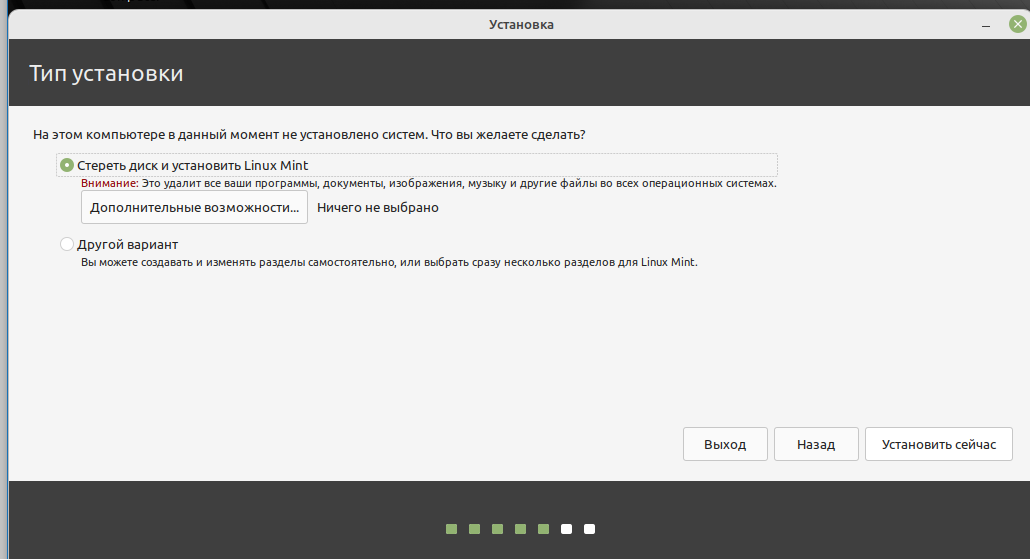 Установка
Тип установки
На этом компьютере в данный момент не установлено систем. Что вы желаете сделать?
Стереть диск и установить Linux Mint
Внимание: Это удалит все ваши программы, документы, изображения, музыку и другие файлы во всех операционных системах.
Дополнительные возможности... Ничего не выбрано
Другой вариант
Вы можете создавать и изменять разделы самостоятельно, или выбрать сразу несколько разделов для Linux Mint.
Выход Назад Установить сейчас